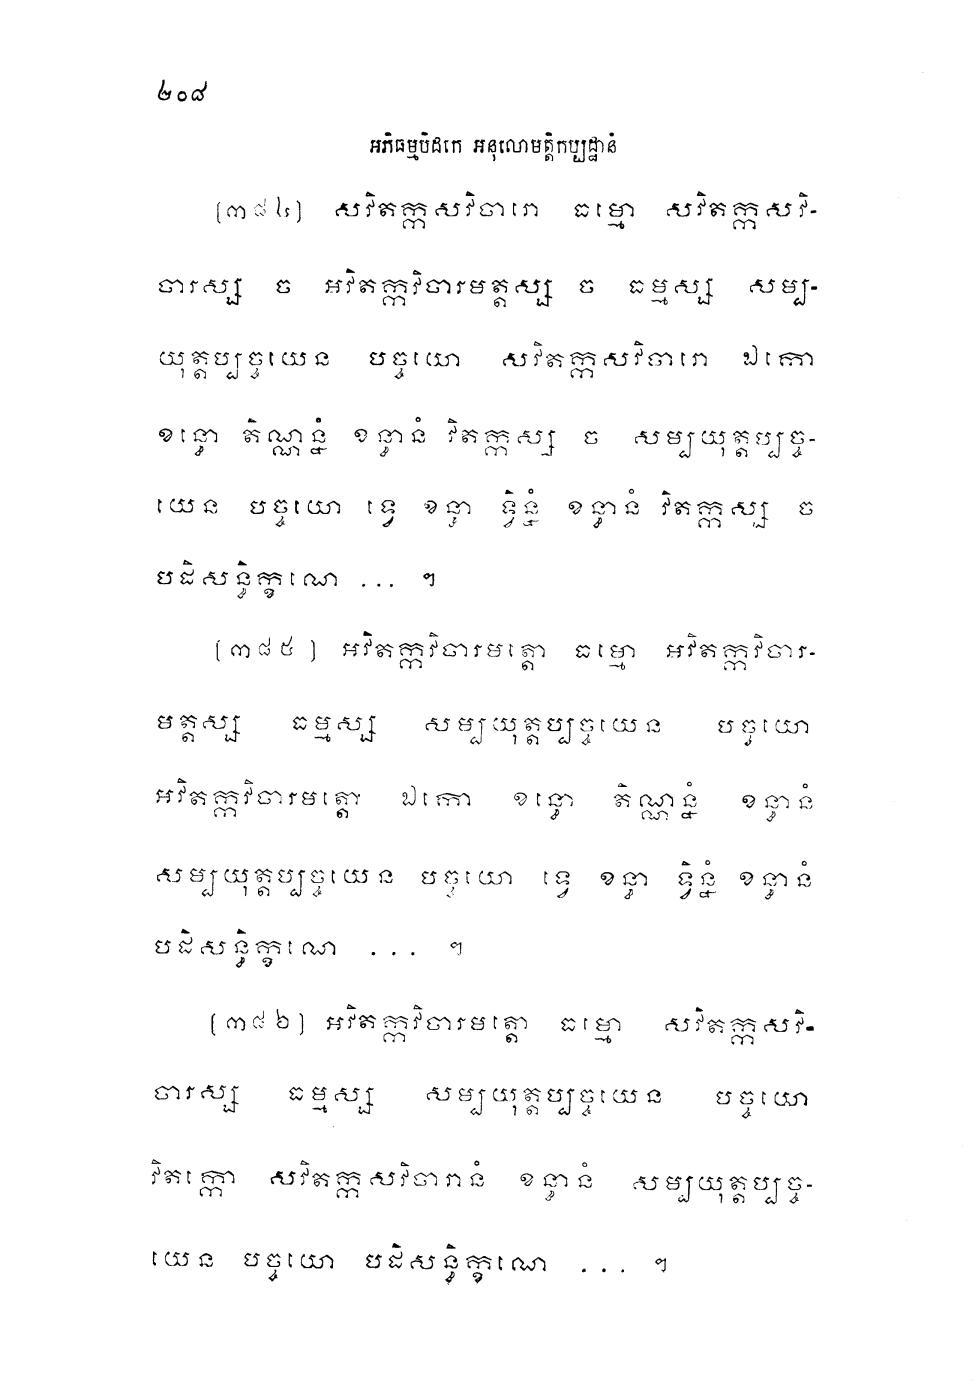 ២០៨
អភិធម្មបិដកេ អនុលោមត្តិកប្បដ្ឋានំ
(៣៨៤) សវិតក្កសវិចារោ ធម្មោ សវិតក្កសវិ-
ចារស្ស ច អវិតក្កវិចារមត្តស្ស ច ធម្មស្ស សម្ប-
យុត្តប្បច្ចយេន បច្ចយោ សវិតក្កសវិចារោ ឯកោ
ខន្ធោ តិណ្ណន្នំ ខន្ធានំ វិតក្កស្ស ច សម្បយុត្តប្បច្ច-
យេន បច្ចយោ ទ្វេ ខន្ធា ទ្វិន្នំ ខន្ធានំ វិតក្កស្ស ច
បដិសន្ធិក្ខណេ ... ។
(៣៨៥) អវិតក្កវិចារមត្តោ ធម្មោ អវិតក្កវិចារ-
មត្តស្ស ធម្មស្ស សម្បយុត្តប្បច្ចយេន បច្ចយោ
អវិតក្កវិចារមត្តោ ឯកោ ខន្ធោ តិណ្ណន្នំ ខន្ធានំ
សម្បយុត្តប្បច្ចយេន បច្ចយោ ទ្វេ ខន្ធា ទ្វិន្នំ ខន្ធានំ
បដិសន្ធិក្ខណេ ... ។
(៣៨៦) អវិតក្កវិចារមត្តោ ធម្មោ សវិតក្កសវិ-
ចារស្ស ធម្មស្ស សម្បយុត្តប្បច្ចយេន បច្ចយោ
វិតក្កោ សវិតក្កសវិចារានំ ខន្ធានំ សម្បយុត្តប្បច្ច-
យេន បច្ចយោ បដិសន្ធិក្ខណេ ... ។